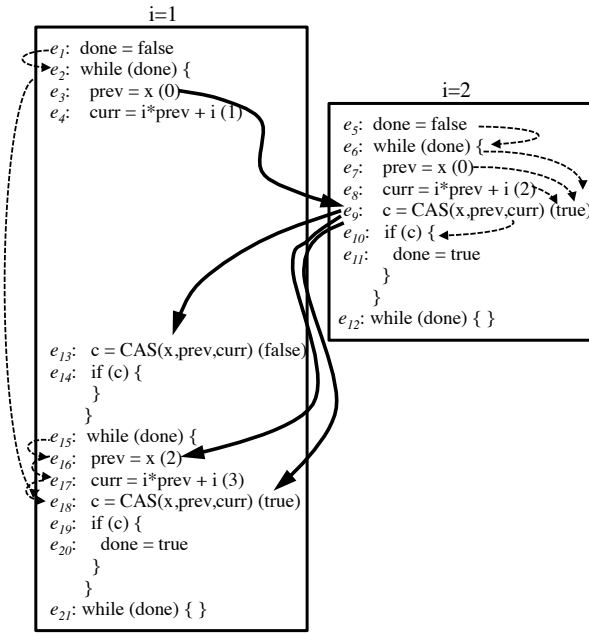 i=1
e1: done = false
e2: while (done) {
e3: prev = x (0)
e4: curr = i*prev + i (1)
i=2
e5: done = false
e6: while (done) {
e7: prev = x (0)
e8: curr = i*prev + i (2)
e9: c = CAS(x,prev,curr) (true)
e10: if (c) {
e11: done = true
}
}
e12: while (done) { }
e13: c = CAS(x,prev,curr) (false)
e14: if (c) {
}
}
e15: while (done) {
e16: prev = x (2)
e17: curr = i*prev + i (3)
e18: c = CAS(x,prev,curr) (true)
e19: if (c) {
e20: done = true
}
}
e21: while (done) { }